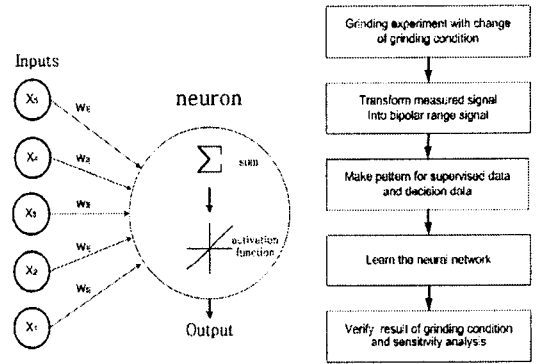 Inputs
X5
X4
X3
X2
X1
neuron
sum
activation
function
Output
Grinding experiment with change
of grinding condition
Transform measured signal
Into bipolar range signal
Make pattern for supervised data
and decision data
Learn the neural network
Verify result of grinding condition
and sensitivity analysis